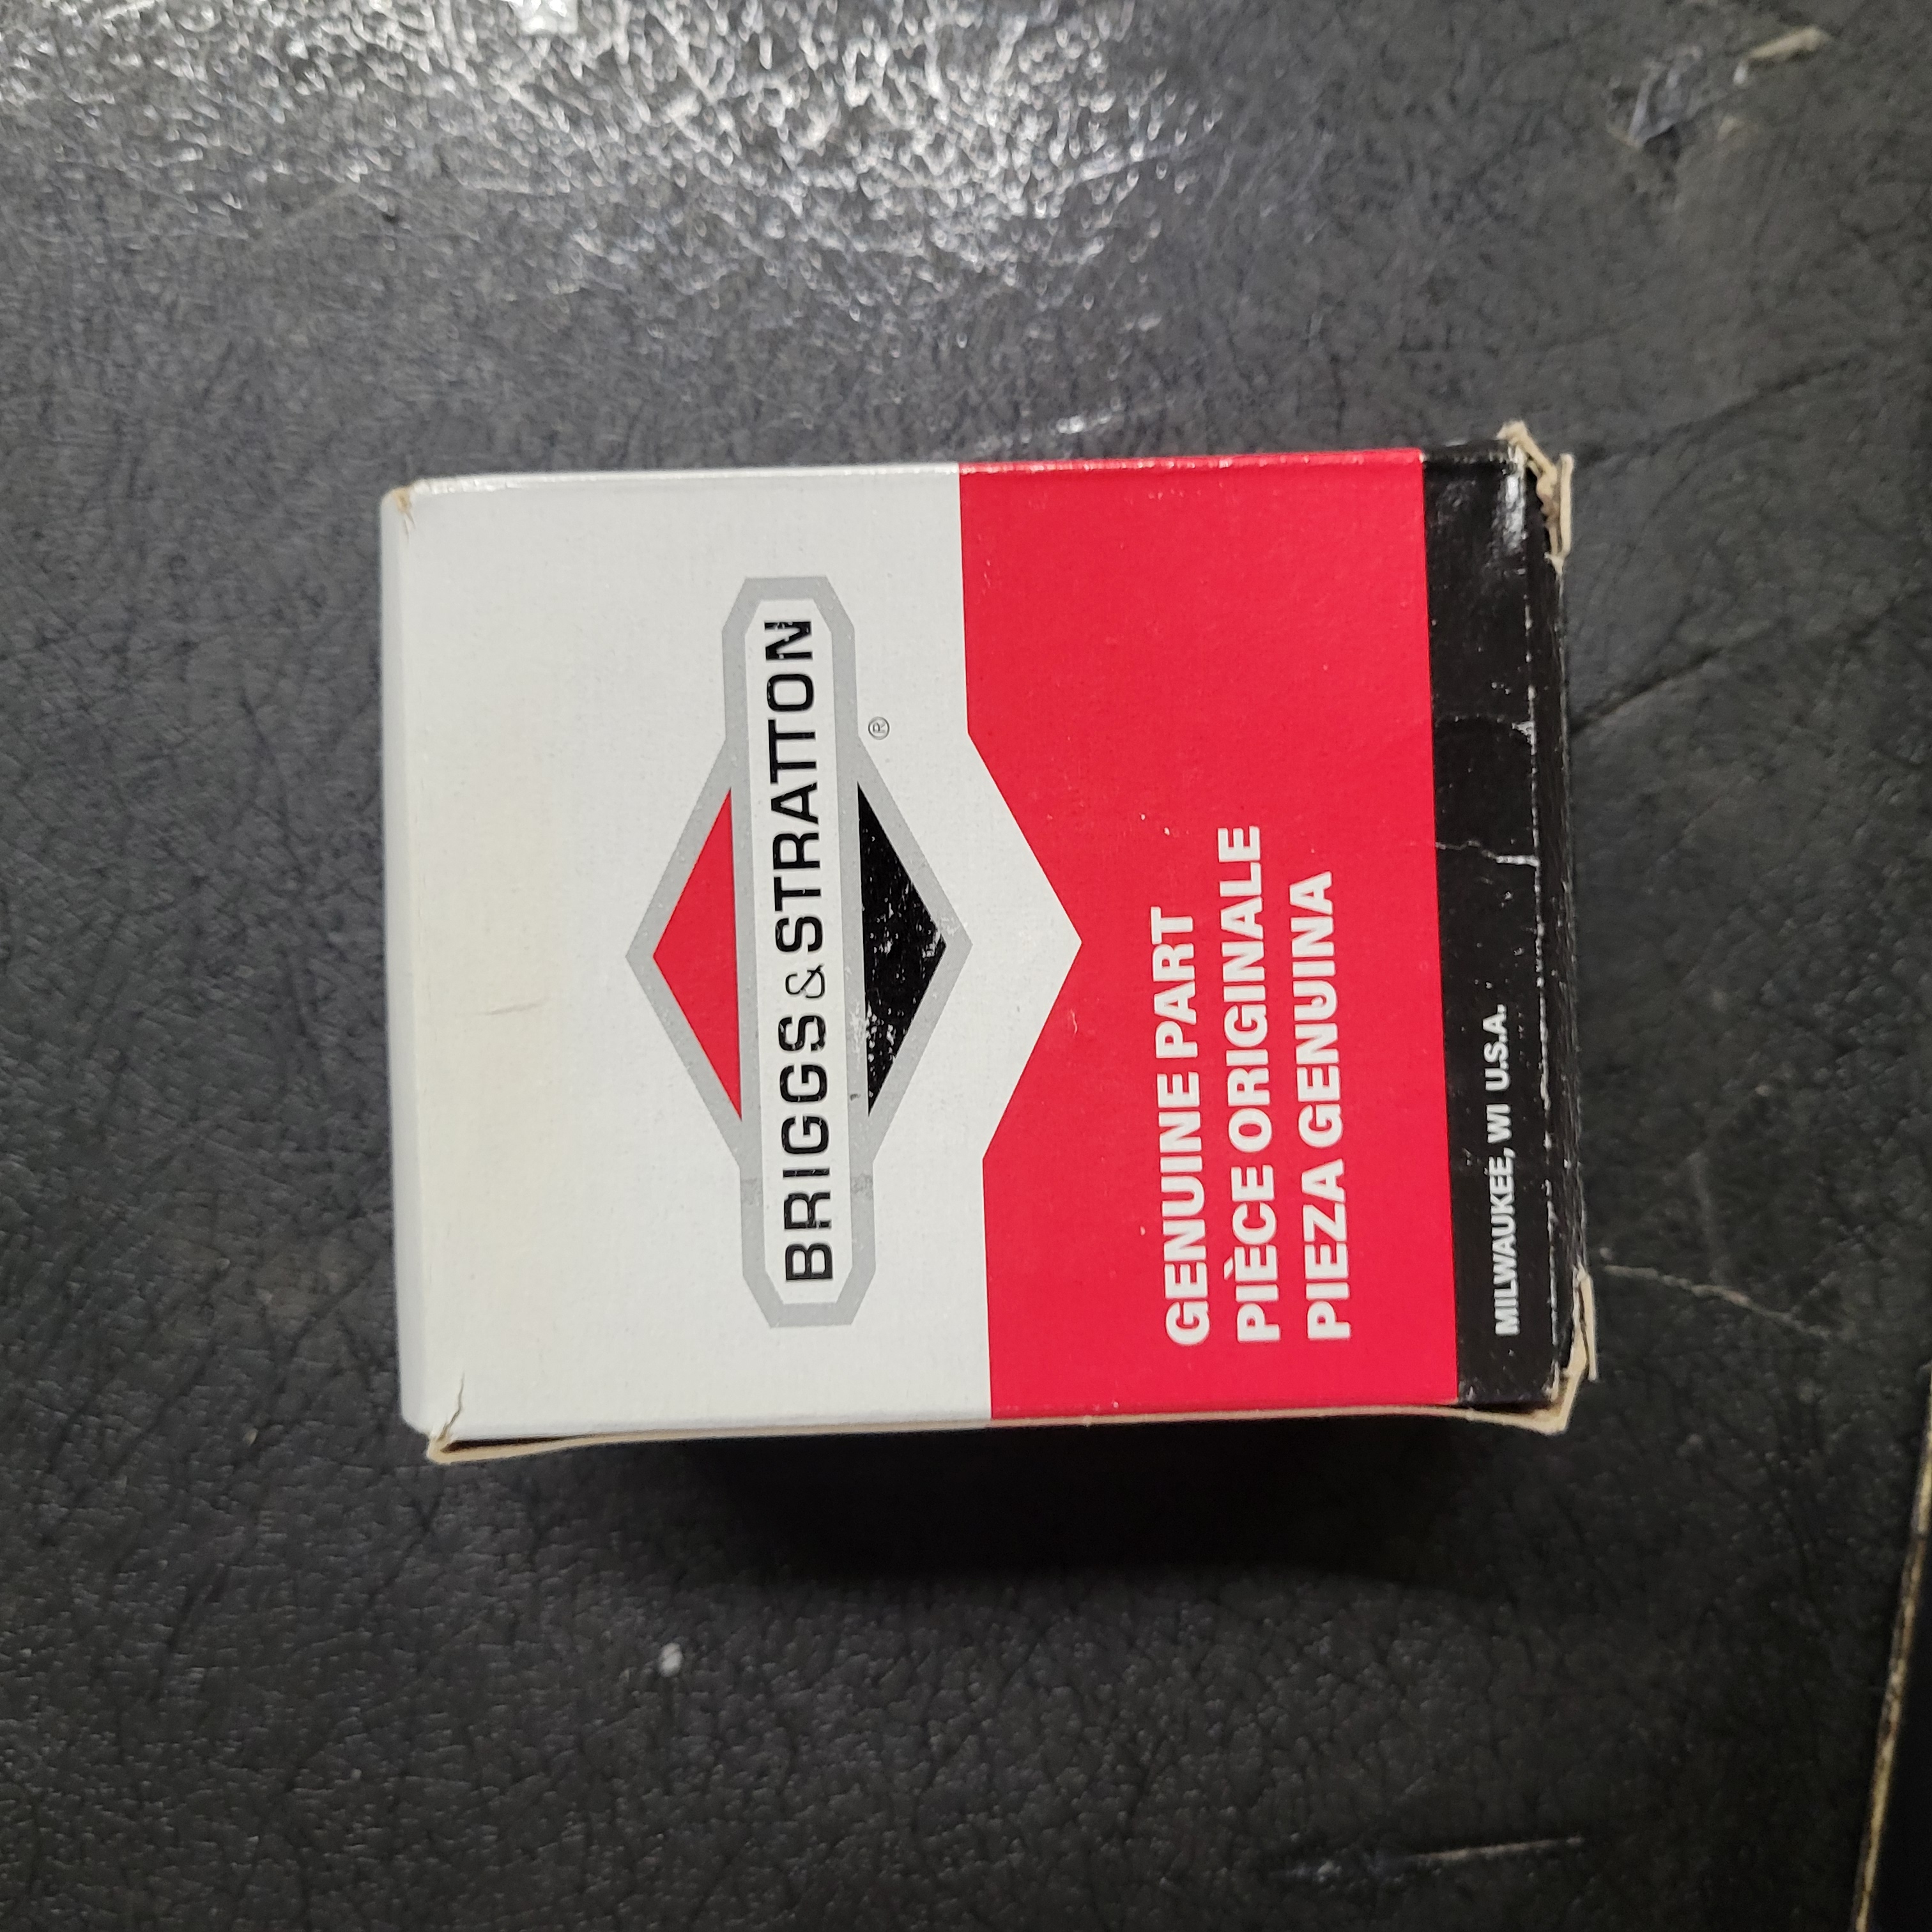 BRIGGS&STRATTON
®
GENUINE PART
PIÈCE ORIGINALE
PIEZA GENUINA
MILWAUKEE, WI U.S.A.